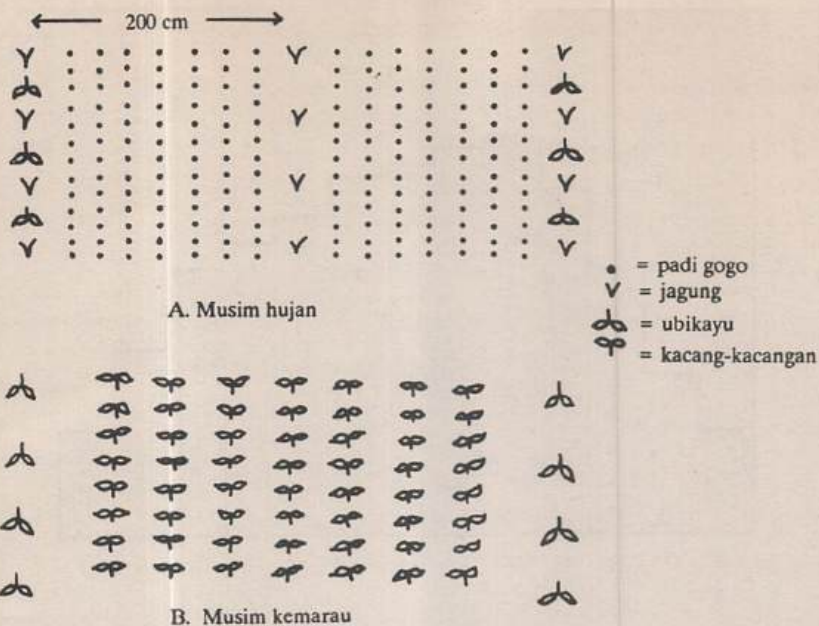 200 cm
A. Musim hujan
= padi gogo
= jagung
= ubikayu
= kacang-kacangan
B. Musim kemarau